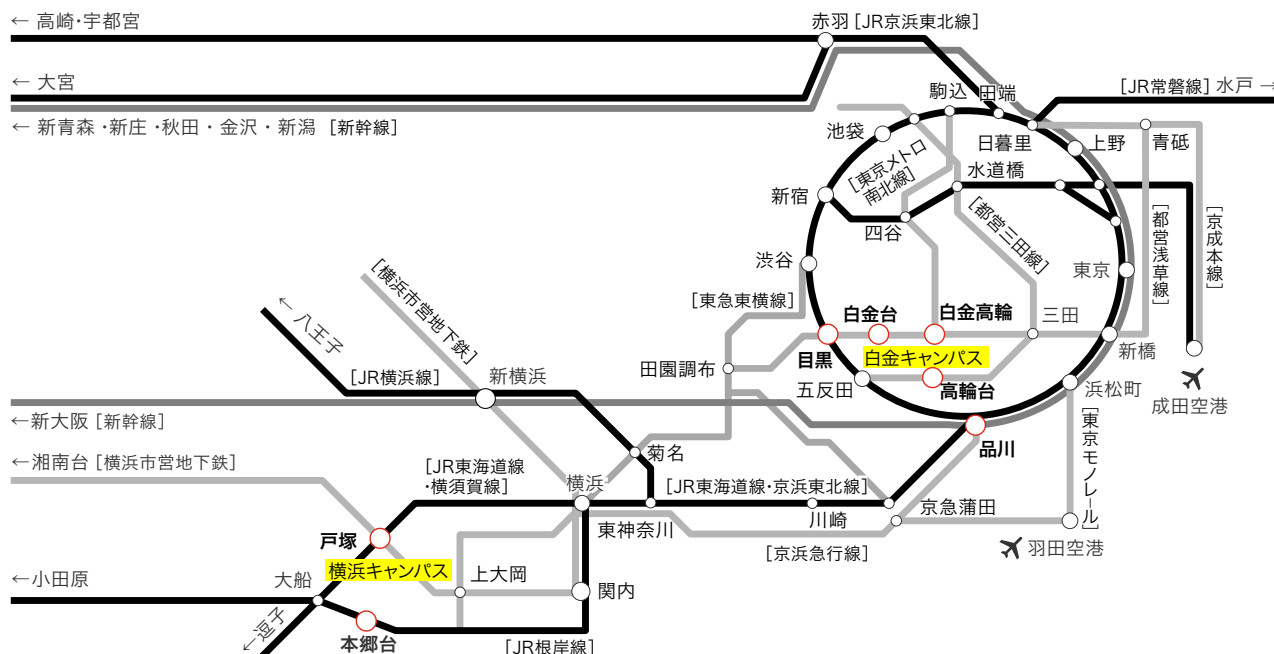 ← 高崎・宇都宮
赤羽 [JR京浜東北線]
← 大宮
[JR常磐線] 水戸 →
駒込 田端
← 新青森・新庄・秋田・金沢・新潟 [新幹線]
池袋
日暮里
上野
青砥
[東京メトロ
南北線]
水道橋
新宿
四谷
[都営三田線]
[都営浅草線]
[京成本線]
渋谷
東京
[横浜市営地下鉄]
[東急東横線]
← 八王子
白金台
白金高輪
三田
新橋
目黒
白金キャンパス
田園調布
[JR横浜線]
新横浜
五反田
高輪台
浜松町
成田空港
←新大阪 [新幹線]
[東京モノレール]
品川
菊名
←湘南台 [横浜市営地下鉄]
[JR東海道線
・横須賀線]
横浜
[JR東海道線・京浜東北線]
東神奈川
川崎
京急蒲田
戸塚
[京浜急行線]
羽田空港
横浜キャンパス
←小田原
大船
上大岡
関内
←逗子
本郷台
[JR根岸線]